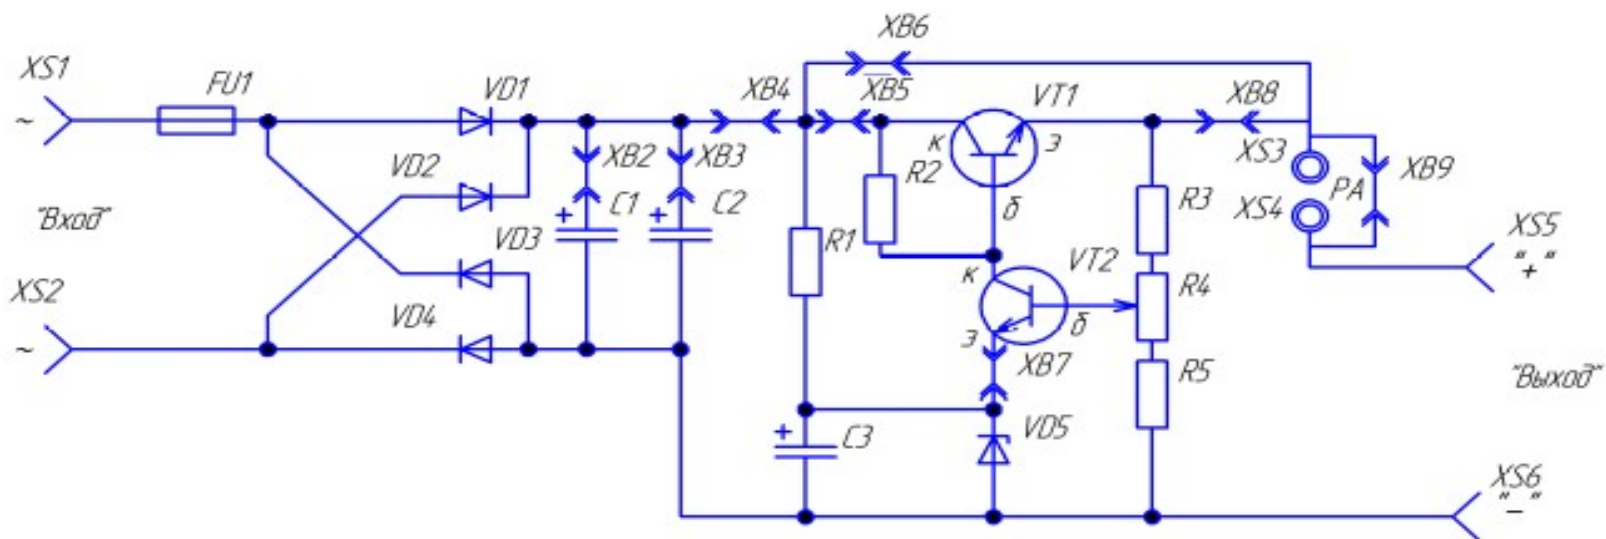 XB6
XS1
FU1
VD1
XB4
XB5
VT1
XB8
~
к
э
XB2
XB3
XS3
XB9
VD2
R2
PA
C1
C2
б
R3
XS4
"Вход"
+
+
VD3
R1
VT2
XS5
"+"
к
XS2
R4
VD4
б
~
э
XB7
R5
"Выход"
+
C3
VD5
XS6
"–"